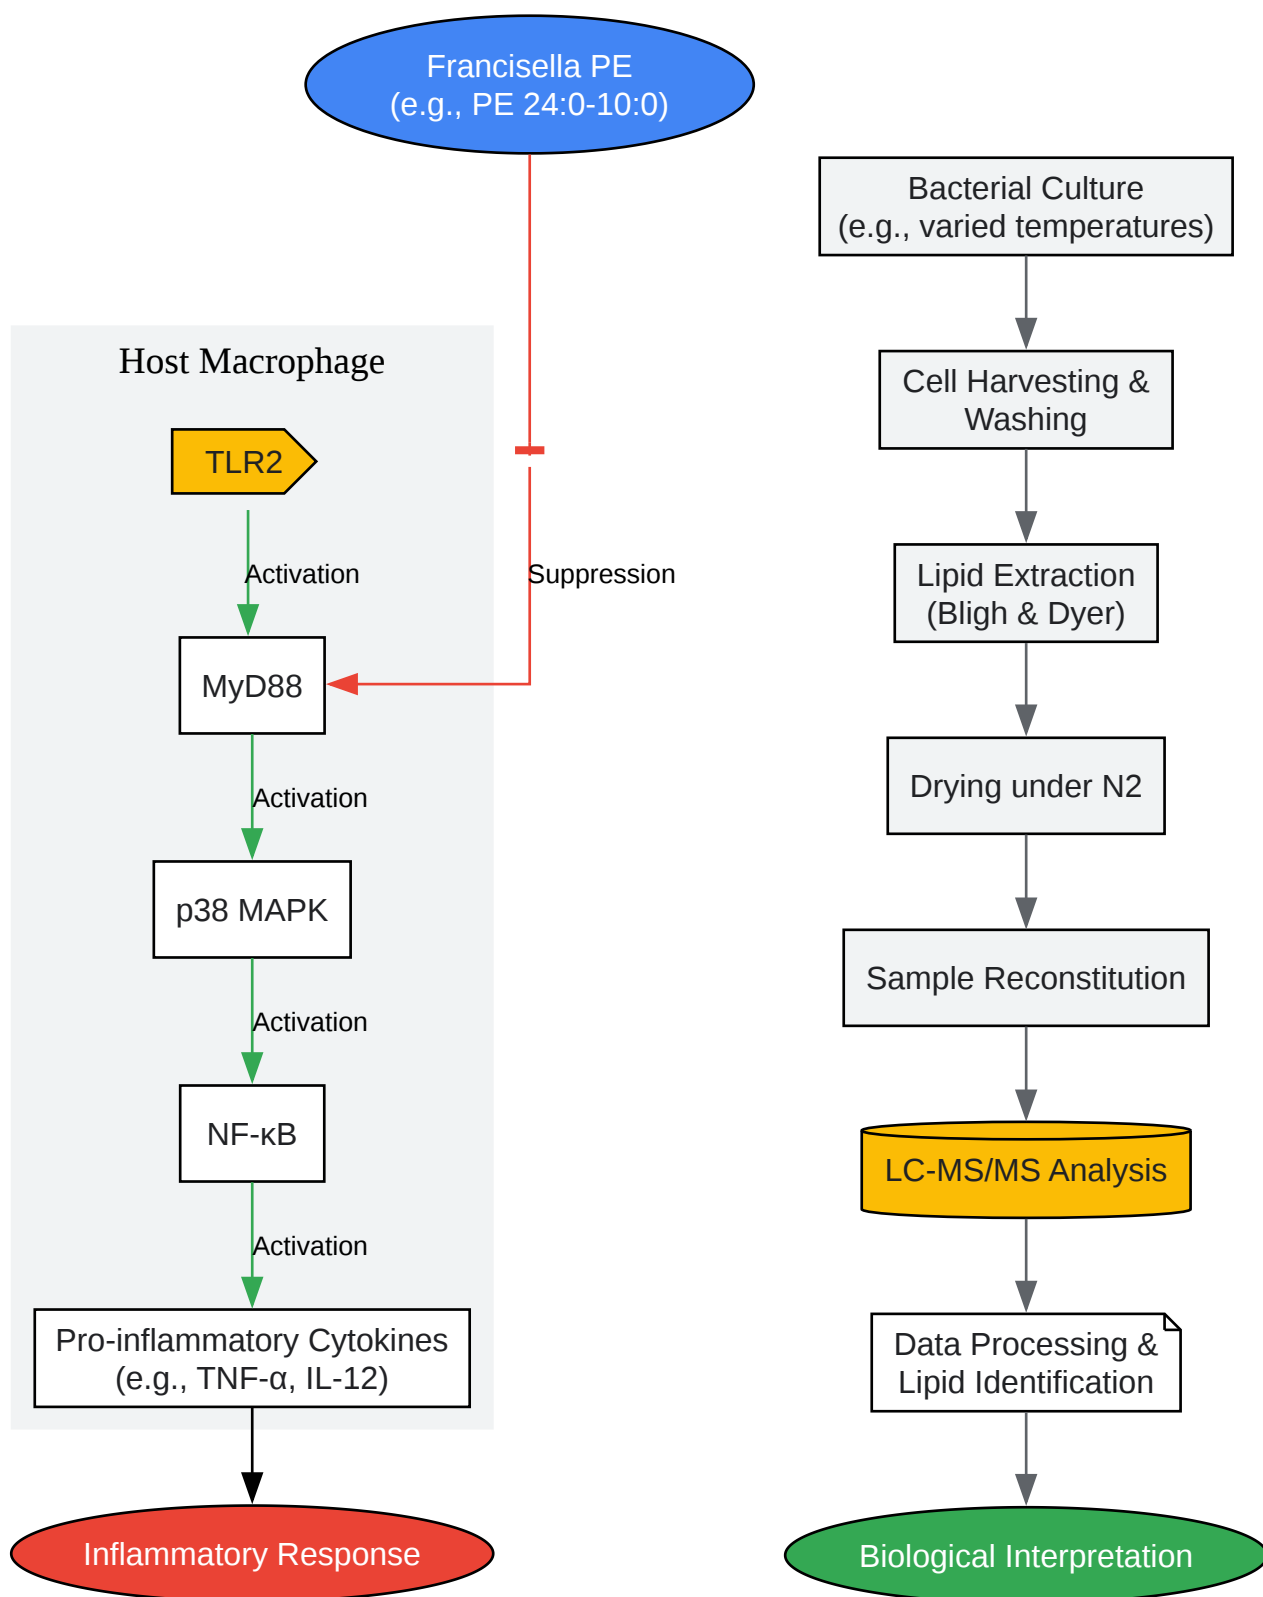 Francisella PE
(e.g., PE 24:0-10:0)
Host Macrophage
TLR2
Activation
Suppression
MyD88
Activation
p38 MAPK
Activation
NF-κB
Activation
Pro-inflammatory Cytokines
(e.g., TNF-α, IL-12)
Inflammatory Response
Bacterial Culture
(e.g., varied temperatures)
Cell Harvesting &
Washing
Lipid Extraction
(Bligh & Dyer)
Drying under N2
Sample Reconstitution
LC-MS/MS Analysis
Data Processing &
Lipid Identification
Biological Interpretation